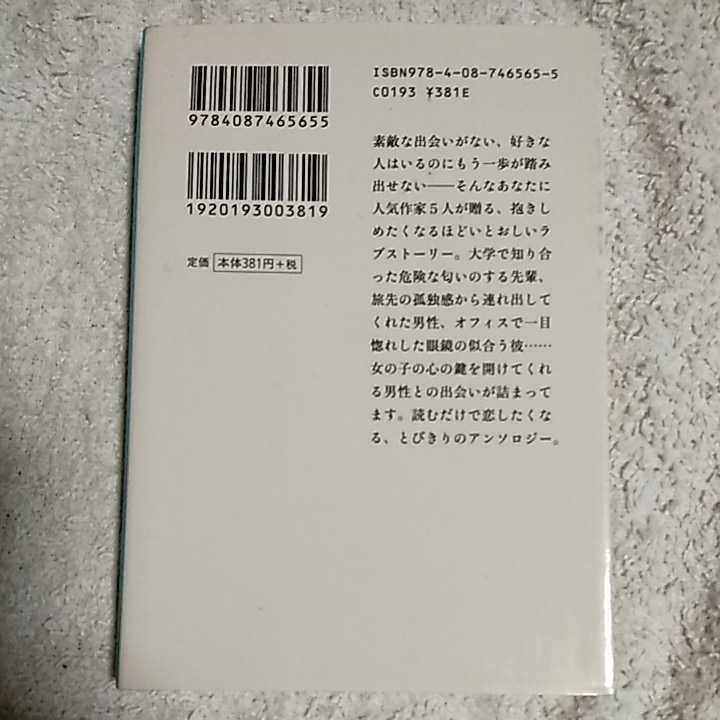 ISBN978-4-08-746565-5
C0193 ¥381E
9784087465655
1920193003819
定価 本体381円+税
素敵な出会いがない、好きな
人はいるのにもう一歩が踏み
出せない──そんなあなたに
人気作家5人が贈る、抱きし
めたくなるほどいとおしいラ
ブストーリー。大学で知り合
った危険な匂いのする先輩、
旅先の孤独感から連れ出して
くれた男性、オフィスで一目
惚れした眼鏡の似合う彼……
女の子の心の鍵を開けてくれ
る男性との出会いが詰まって
ます。読むだけで恋したくな
る、とびきりのアンソロジー。